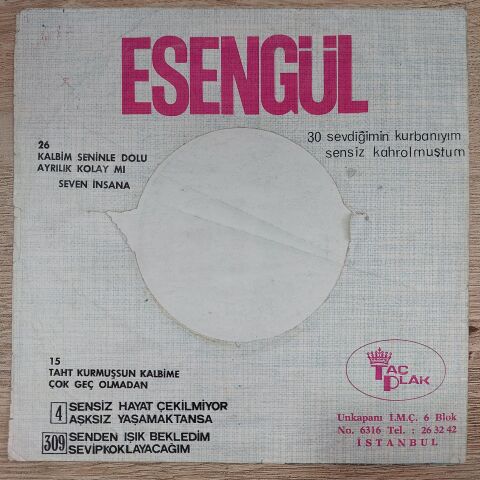 ESENGÜL
30 sevdiğimin kurbanıyım
sensiz kahrolmuştum
26
KALBİM SENİNLE DOLU
AYRILIK KOLAY MI
SEVEN İNSANA
15
TAHT KURMUŞSUN KALBİME
ÇOK GEÇ OLMADAN
4 SENSİZ HAYAT ÇEKİLMİYOR
AŞKSIZ YAŞAMAKTANSA
309 SENDEN IŞIK BEKLEDİM
SEVİPKOKLAYACAĞIM
TAÇ
PLAK
Unkapanı İ.M.Ç. 6 Blok
No. 6316 Tel. : 26 32 42
İSTANBUL